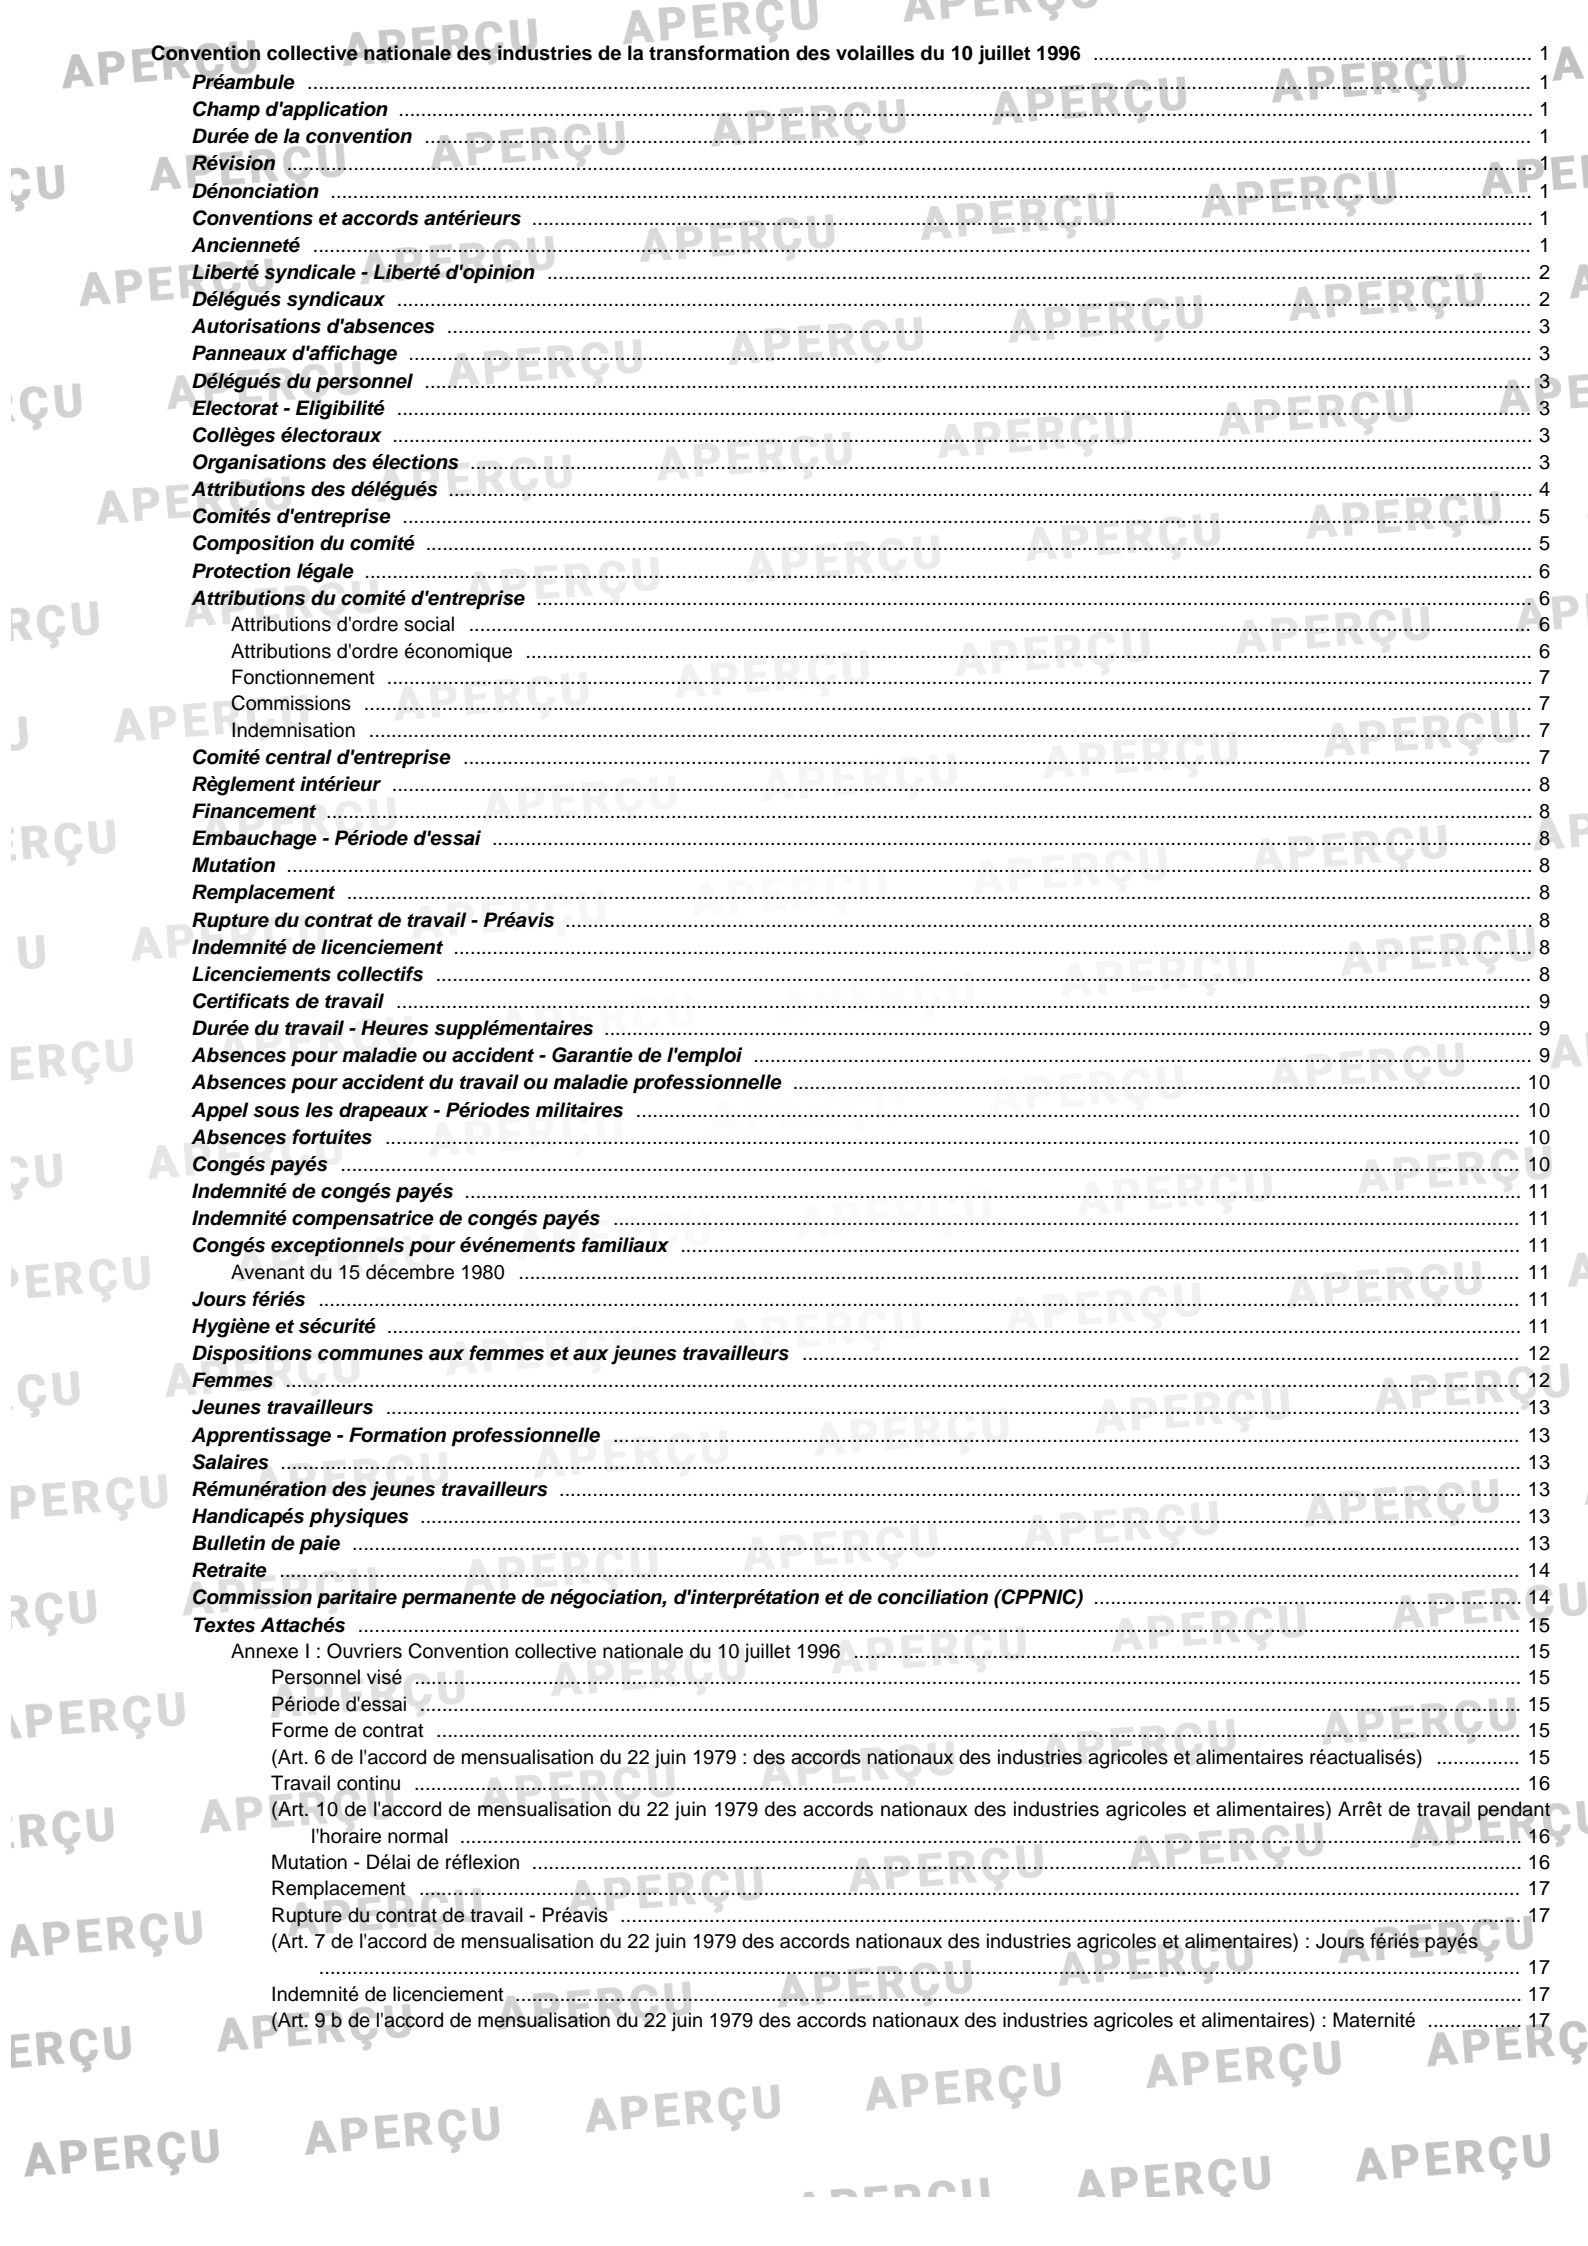 Convention collective nationale des industries de la transformation des volailles du 10 juillet 1996 ... 1
Préambule ... 1
Champ d'application ... 1
Durée de la convention ... 1
Révision ... 1
Dénonciation ... 1
Conventions et accords antérieurs ... 1
Ancienneté ... 1
Liberté syndicale - Liberté d'opinion ... 2
Délégués syndicaux ... 2
Autorisations d'absences ... 3
Panneaux d'affichage ... 3
Délégués du personnel ... 3
Electorat - Eligibilité ... 3
Collèges électoraux ... 3
Organisations des élections ... 3
Attributions des délégués ... 4
Comités d'entreprise ... 5
Composition du comité ... 5
Protection légale ... 6
Attributions du comité d'entreprise ... 6
Attributions d'ordre social ... 6
Attributions d'ordre économique ... 6
Fonctionnement ... 7
Commissions ... 7
Indemnisation ... 7
Comité central d'entreprise ... 7
Règlement intérieur ... 8
Financement ... 8
Embauchage - Période d'essai ... 8
Mutation ... 8
Remplacement ... 8
Rupture du contrat de travail - Préavis ... 8
Indemnité de licenciement ... 8
Licenciements collectifs ... 8
Certificats de travail ... 9
Durée du travail - Heures supplémentaires ... 9
Absences pour maladie ou accident - Garantie de l'emploi ... 9
Absences pour accident du travail ou maladie professionnelle ... 10
Appel sous les drapeaux - Périodes militaires ... 10
Absences fortuites ... 10
Congés payés ... 10
Indemnité de congés payés ... 11
Indemnité compensatrice de congés payés ... 11
Congés exceptionnels pour événements familiaux ... 11
Avenant du 15 décembre 1980 ... 11
Jours fériés ... 11
Hygiène et sécurité ... 11
Dispositions communes aux femmes et aux jeunes travailleurs ... 12
Femmes ... 12
Jeunes travailleurs ... 13
Apprentissage - Formation professionnelle ... 13
Salaires ... 13
Rémunération des jeunes travailleurs ... 13
Handicapés physiques ... 13
Bulletin de paie ... 13
Retraite ... 14
Commission paritaire permanente de négociation, d'interprétation et de conciliation (CPPNIC) ... 14
Textes Attachés ... 15
Annexe I : Ouvriers Convention collective nationale du 10 juillet 1996 ... 15
Personnel visé ... 15
Période d'essai ... 15
Forme de contrat ... 15
(Art. 6 de l'accord de mensualisation du 22 juin 1979 : des accords nationaux des industries agricoles et alimentaires réactualisés) ... 15
Travail continu ... 16
(Art. 10 de l'accord de mensualisation du 22 juin 1979 des accords nationaux des industries agricoles et alimentaires) Arrêt de travail pendant
l'horaire normal ... 16
Mutation - Délai de réflexion ... 16
Remplacement ... 17
Rupture du contrat de travail - Préavis ... 17
(Art. 7 de l'accord de mensualisation du 22 juin 1979 des accords nationaux des industries agricoles et alimentaires) : Jours fériés payés
... 17
Indemnité de licenciement ... 17
(Art. 9 b de l'accord de mensualisation du 22 juin 1979 des accords nationaux des industries agricoles et alimentaires) : Maternité ... 17
APERÇU